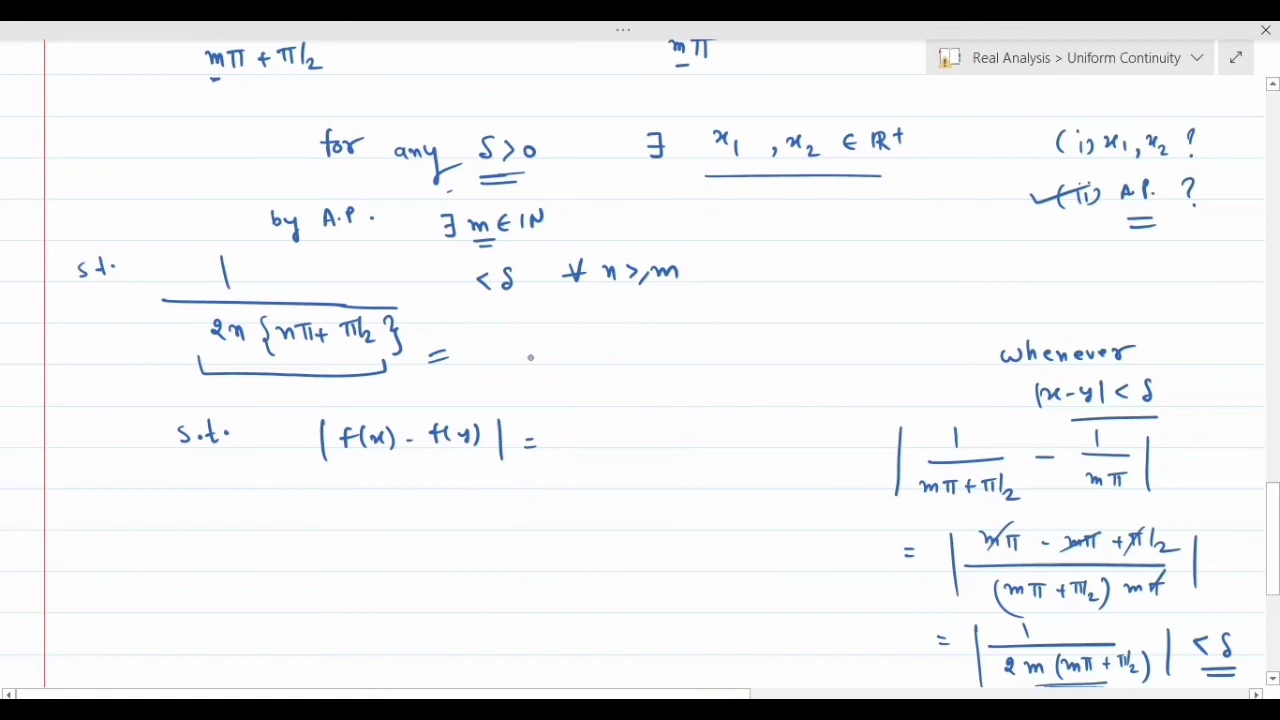 Real Analysis > Uniform Continuity
mπ + π/2 mπ
for any δ > 0 ∃ x₁ , x₂ ∈ ℝ⁺ (i) x₁, x₂ ?
by A.P. ∃ m ∈ ℕ (ii) A.P. ?
s.t. 1 / 2n {nπ + π/2} < δ ∀ n ≥ m
=
whenever
|x - y| < δ
s.t. | f(x) - f(y) | =
| 1/(mπ + π/2) - 1/mπ |
= | (mπ - mπ + π/2) / ((mπ + π/2) mπ) |
= | 1 / 2m (mπ + π/2) | < δ